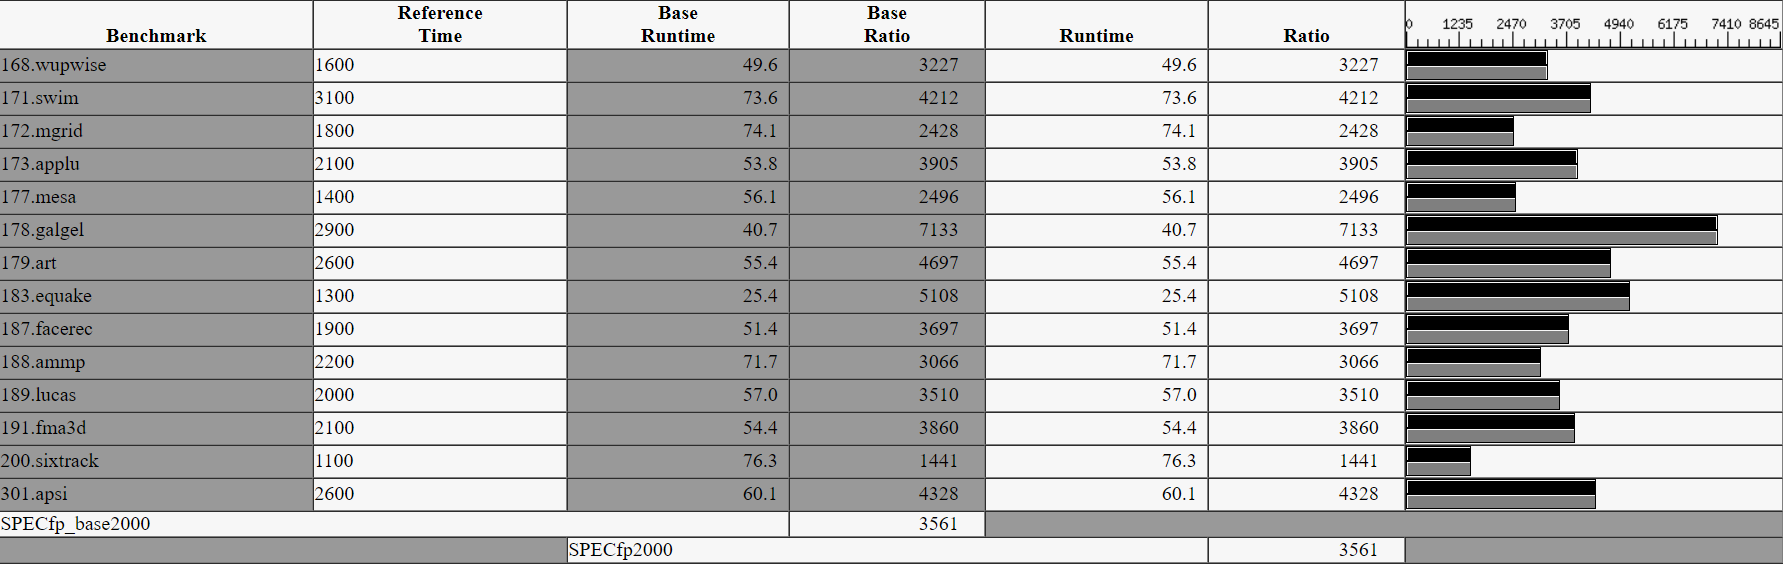 Benchmark Reference Time Base Runtime Base Ratio Runtime Ratio 0 1235 2470 3705 4940 6175 7410 8645
168.wupwise 1600 49.6 3227 49.6 3227
171.swim 3100 73.6 4212 73.6 4212
172.mgrid 1800 74.1 2428 74.1 2428
173.applu 2100 53.8 3905 53.8 3905
177.mesa 1400 56.1 2496 56.1 2496
178.galgel 2900 40.7 7133 40.7 7133
179.art 2600 55.4 4697 55.4 4697
183.equake 1300 25.4 5108 25.4 5108
187.facerec 1900 51.4 3697 51.4 3697
188.ammp 2200 71.7 3066 71.7 3066
189.lucas 2000 57.0 3510 57.0 3510
191.fma3d 2100 54.4 3860 54.4 3860
200.sixtrack 1100 76.3 1441 76.3 1441
301.apsi 2600 60.1 4328 60.1 4328
SPECfp_base2000 3561
SPECfp2000 3561